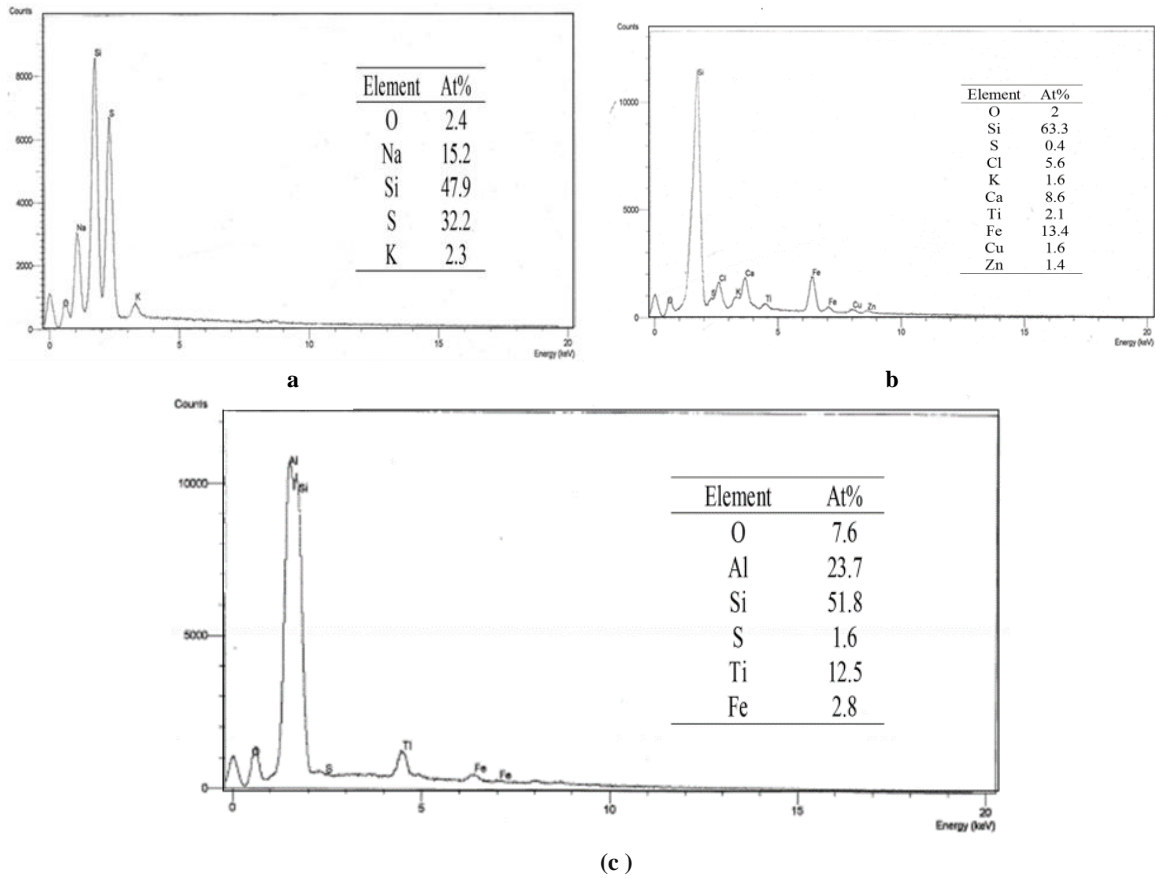 Counts
8000
6000
4000
2000
0
O
Na
Si
S
K
Element At%
O 2.4
Na 15.2
Si 47.9
S 32.2
K 2.3
0 5 10 15 20
Energy (keV)
a
Counts
10000
5000
0
O
Si
S
Cl
K
Ca
Ti
Fe
Fe
Cu
Zn
Element At%
O 2
Si 63.3
S 0.4
Cl 5.6
K 1.6
Ca 8.6
Ti 2.1
Fe 13.4
Cu 1.6
Zn 1.4
0 5 10 15 20
Energy (keV)
b
Counts
10000
5000
0
O
Al
Si
S
Ti
Fe
Fe
Element At%
O 7.6
Al 23.7
Si 51.8
S 1.6
Ti 12.5
Fe 2.8
0 5 10 15 20
Energy (keV)
(c )